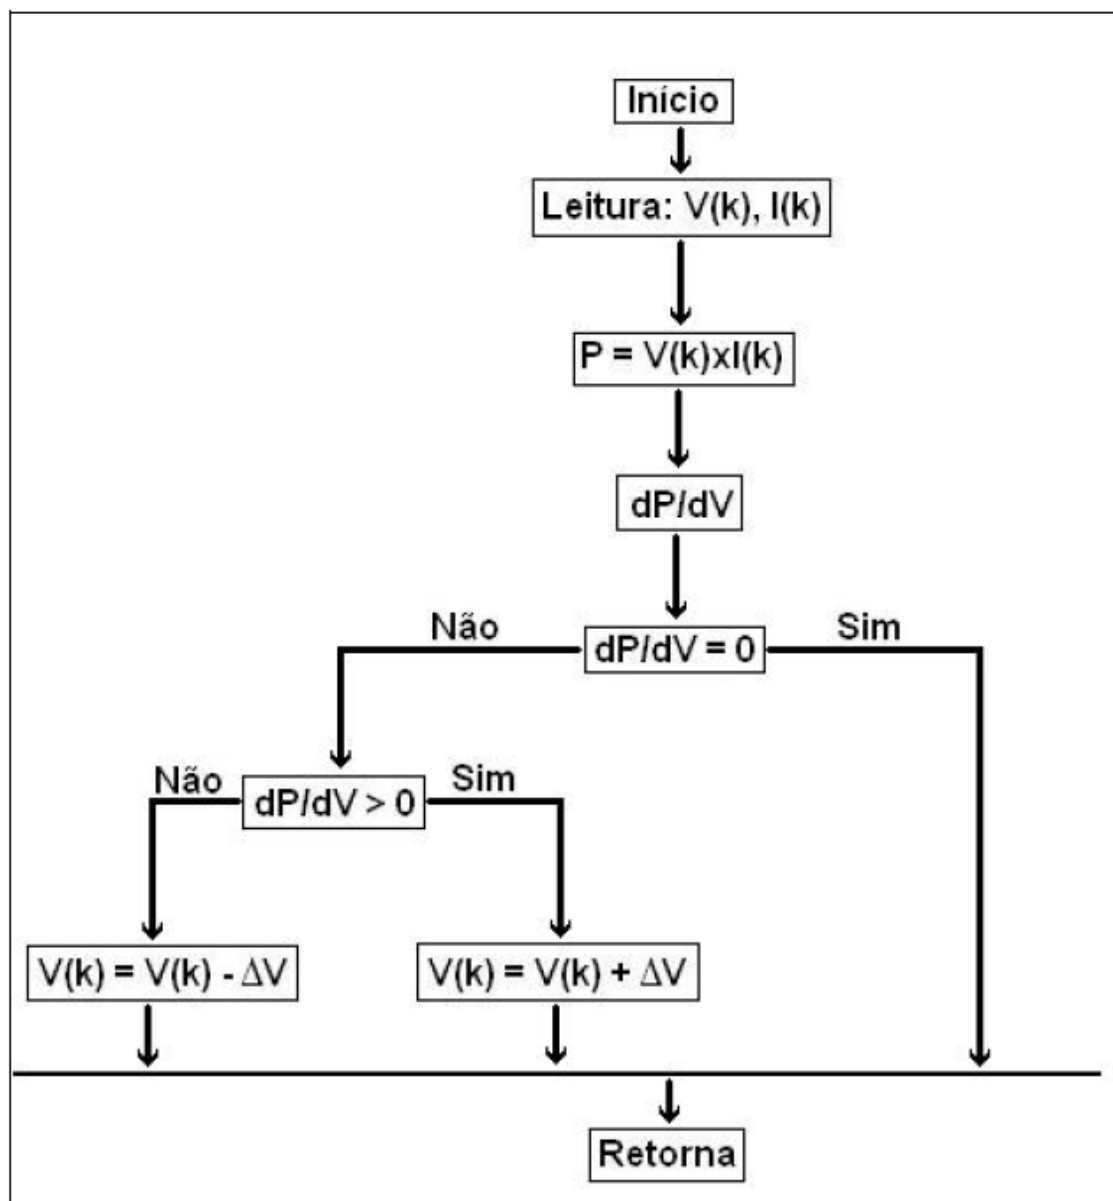 Início
Leitura: V(k), I(k)
P = V(k)xI(k)
dP/dV
Não
dP/dV = 0
Sim
Não
dP/dV > 0
Sim
V(k) = V(k) - ΔV
V(k) = V(k) + ΔV
Retorna